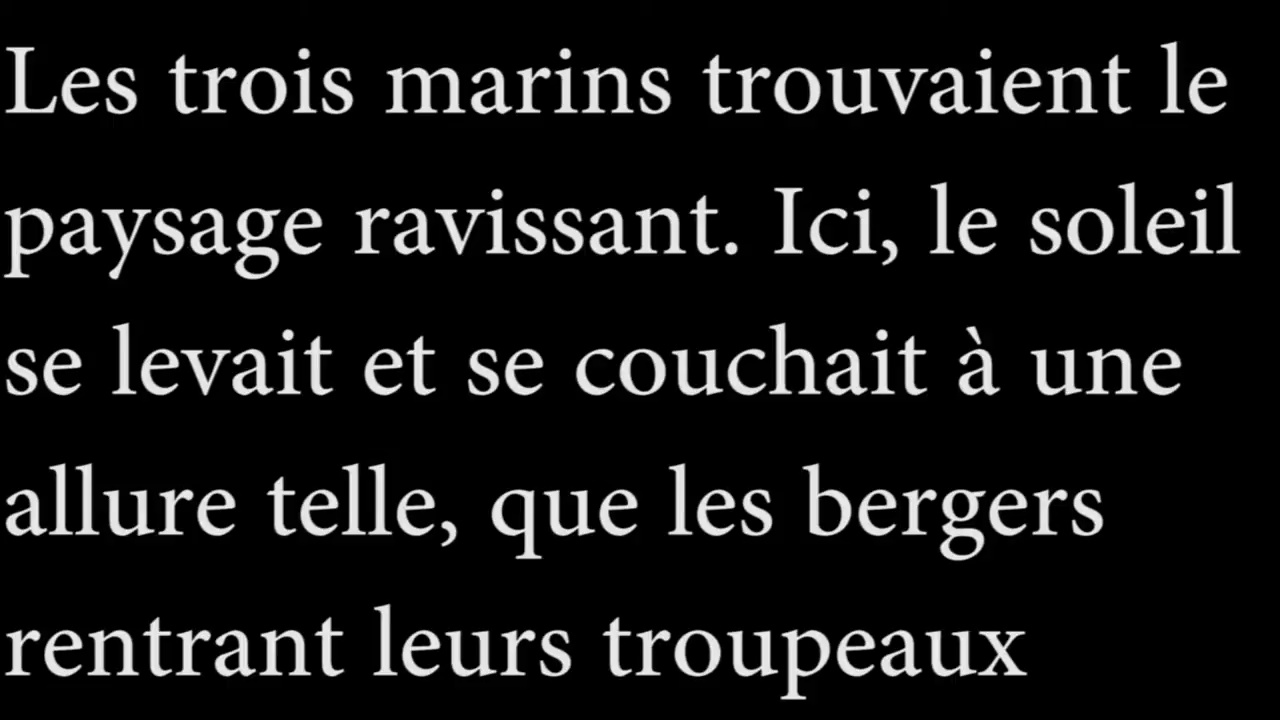 Les trois marins trouvaient le
paysage ravissant. Ici, le soleil
se levait et se couchait à une
allure telle, que les bergers
rentrant leurs troupeaux